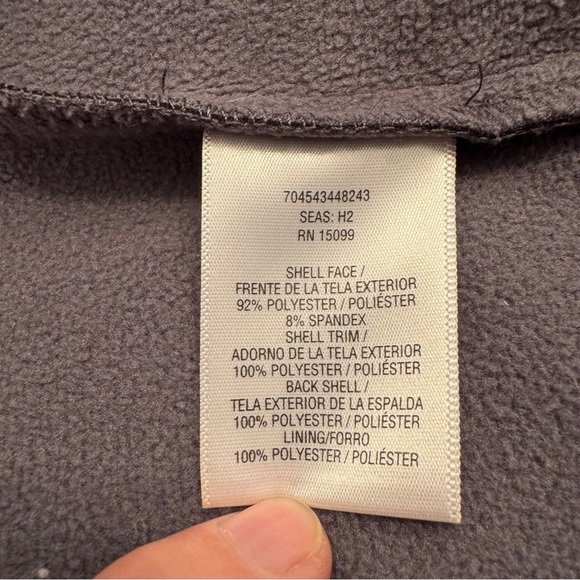 704543448243
SEAS: H2
RN 15099
SHELL FACE /
FRENTE DE LA TELA EXTERIOR
92% POLYESTER / POLIÉSTER
8% SPANDEX
SHELL TRIM /
ADORNO DE LA TELA EXTERIOR
100% POLYESTER / POLIÉSTER
BACK SHELL /
TELA EXTERIOR DE LA ESPALDA
100% POLYESTER / POLIÉSTER
LINING/FORRO
100% POLYESTER / POLIÉSTER